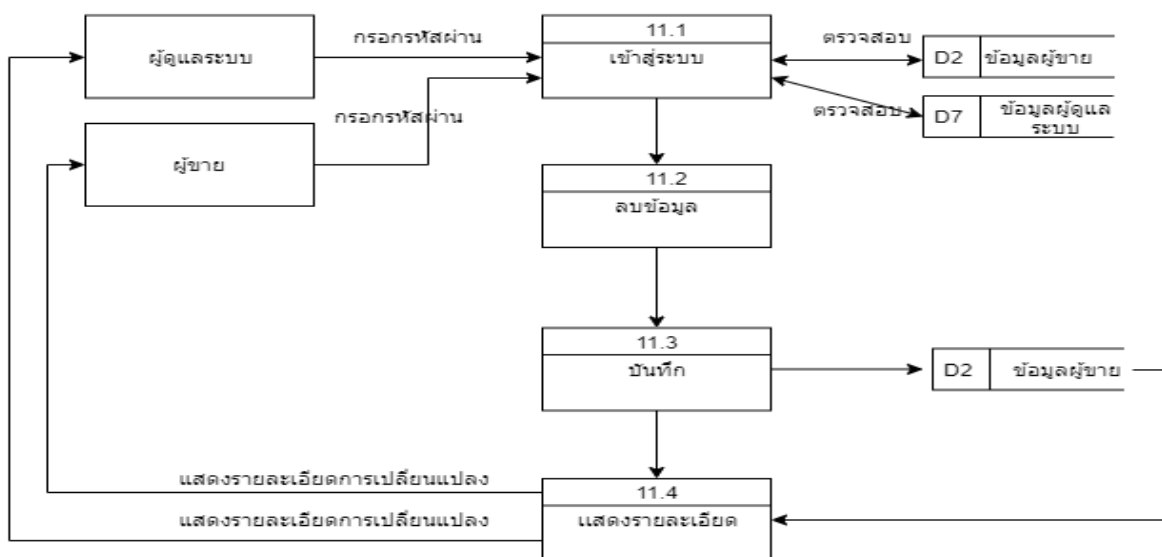 ผู้ดูแลระบบ
กรอกรหัสผ่าน
11.1
เข้าสู่ระบบ
ตรวจสอบ
D2
ข้อมูลผู้ขาย
ผู้ขาย
กรอกรหัสผ่าน
ตรวจสอบ
D7
ข้อมูลผู้ดูแล
ระบบ
11.2
ลบข้อมูล
11.3
บันทึก
D2
ข้อมูลผู้ขาย
แสดงรายละเอียดการเปลี่ยนแปลง
แสดงรายละเอียดการเปลี่ยนแปลง
11.4
แสดงรายละเอียด